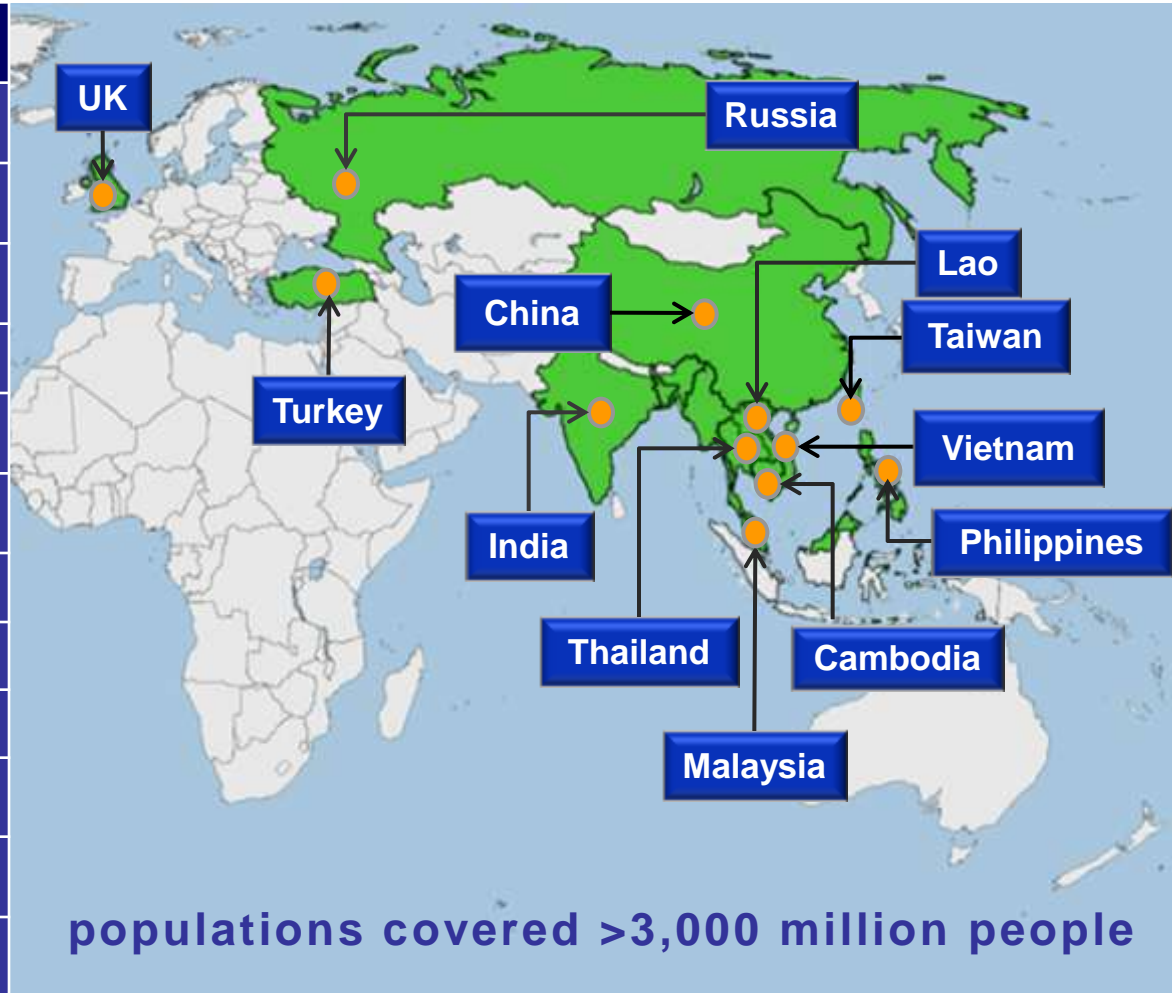 UK
Russia
Lao
China
Taiwan
Turkey
Vietnam
India
Philippines
Thailand
Cambodia
Malaysia
populations covered >3,000 million people